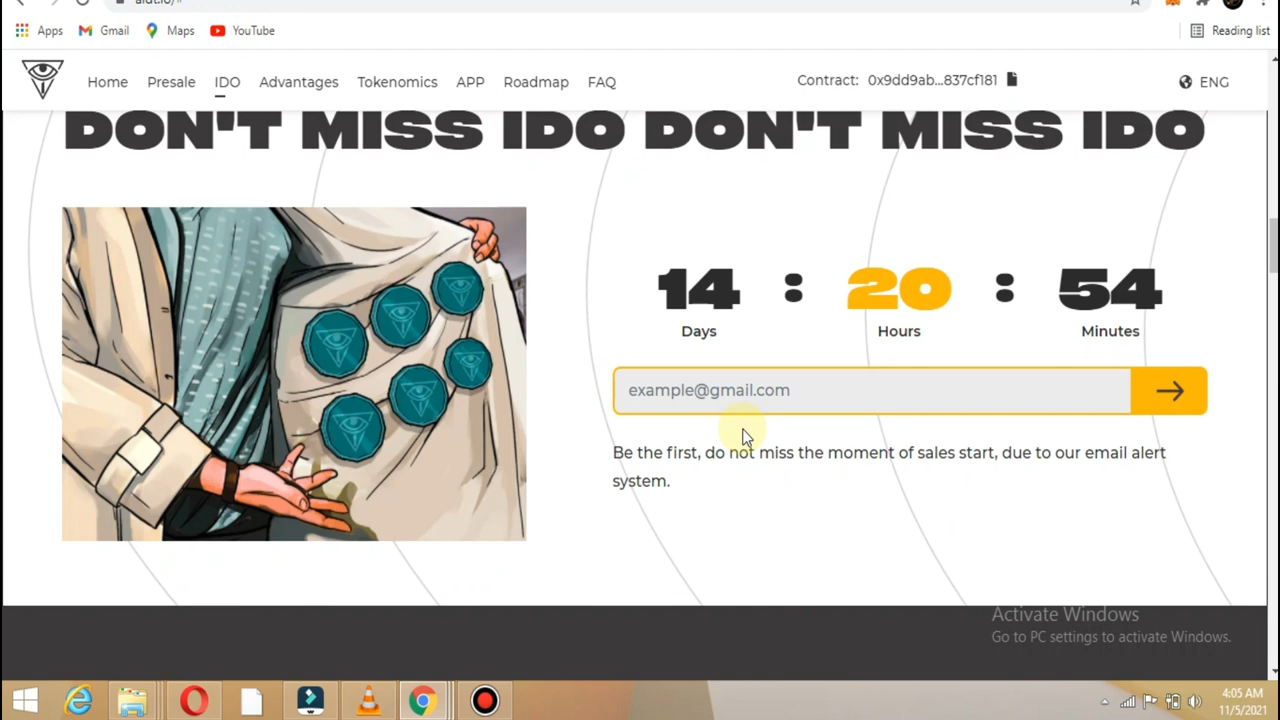 Apps Gmail Maps YouTube Reading list
Home Presale IDO Advantages Tokenomics APP Roadmap FAQ Contract: 0x9dd9ab...837cf181 ENG
DON'T MISS IDO DON'T MISS IDO
14 : 20 : 54
Days Hours Minutes
example@gmail.com
Be the first, do not miss the moment of sales start, due to our email alert
system.
Activate Windows
Go to PC settings to activate Windows.
4:05 AM
11/5/2021